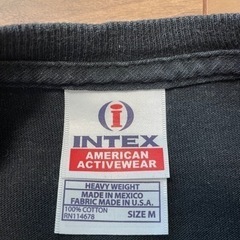 i
INTEX
AMERICAN
ACTIVEWEAR
HEAVY WEIGHT
MADE IN MEXICO
FABRIC MADE IN U.S.A.
100% COTTON
RN114678
SIZE M